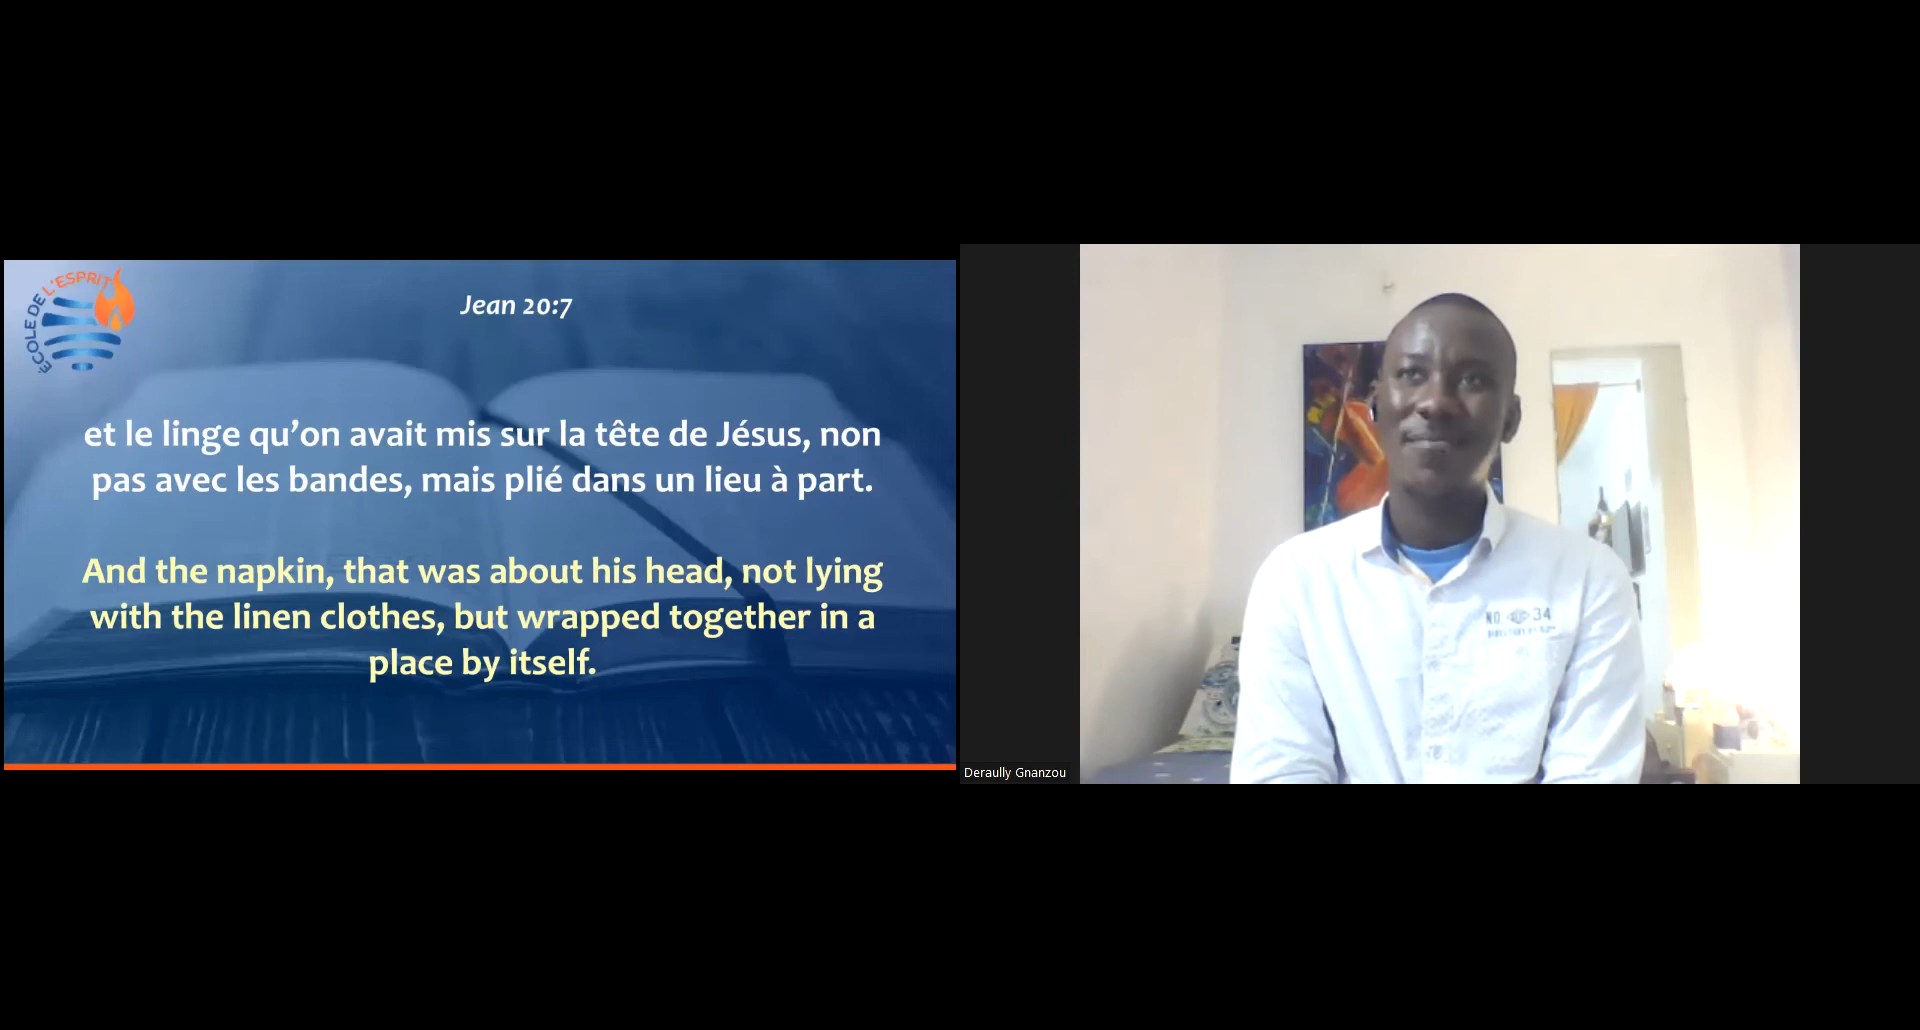 ÉCOLE DE L'ESPRIT
Jean 20:7
et le linge qu'on avait mis sur la tête de Jésus, non
pas avec les bandes, mais plié dans un lieu à part.
And the napkin, that was about his head, not lying
with the linen clothes, but wrapped together in a
place by itself.
NO. 34
Deraully Gnanzou